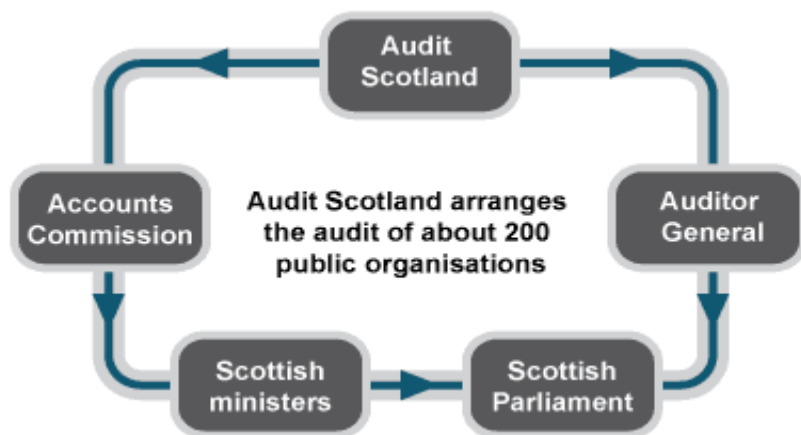 Audit
Scotland
Accounts
Commission
Audit Scotland arranges
the audit of about 200
public organisations
Auditor
General
Scottish
ministers
Scottish
Parliament